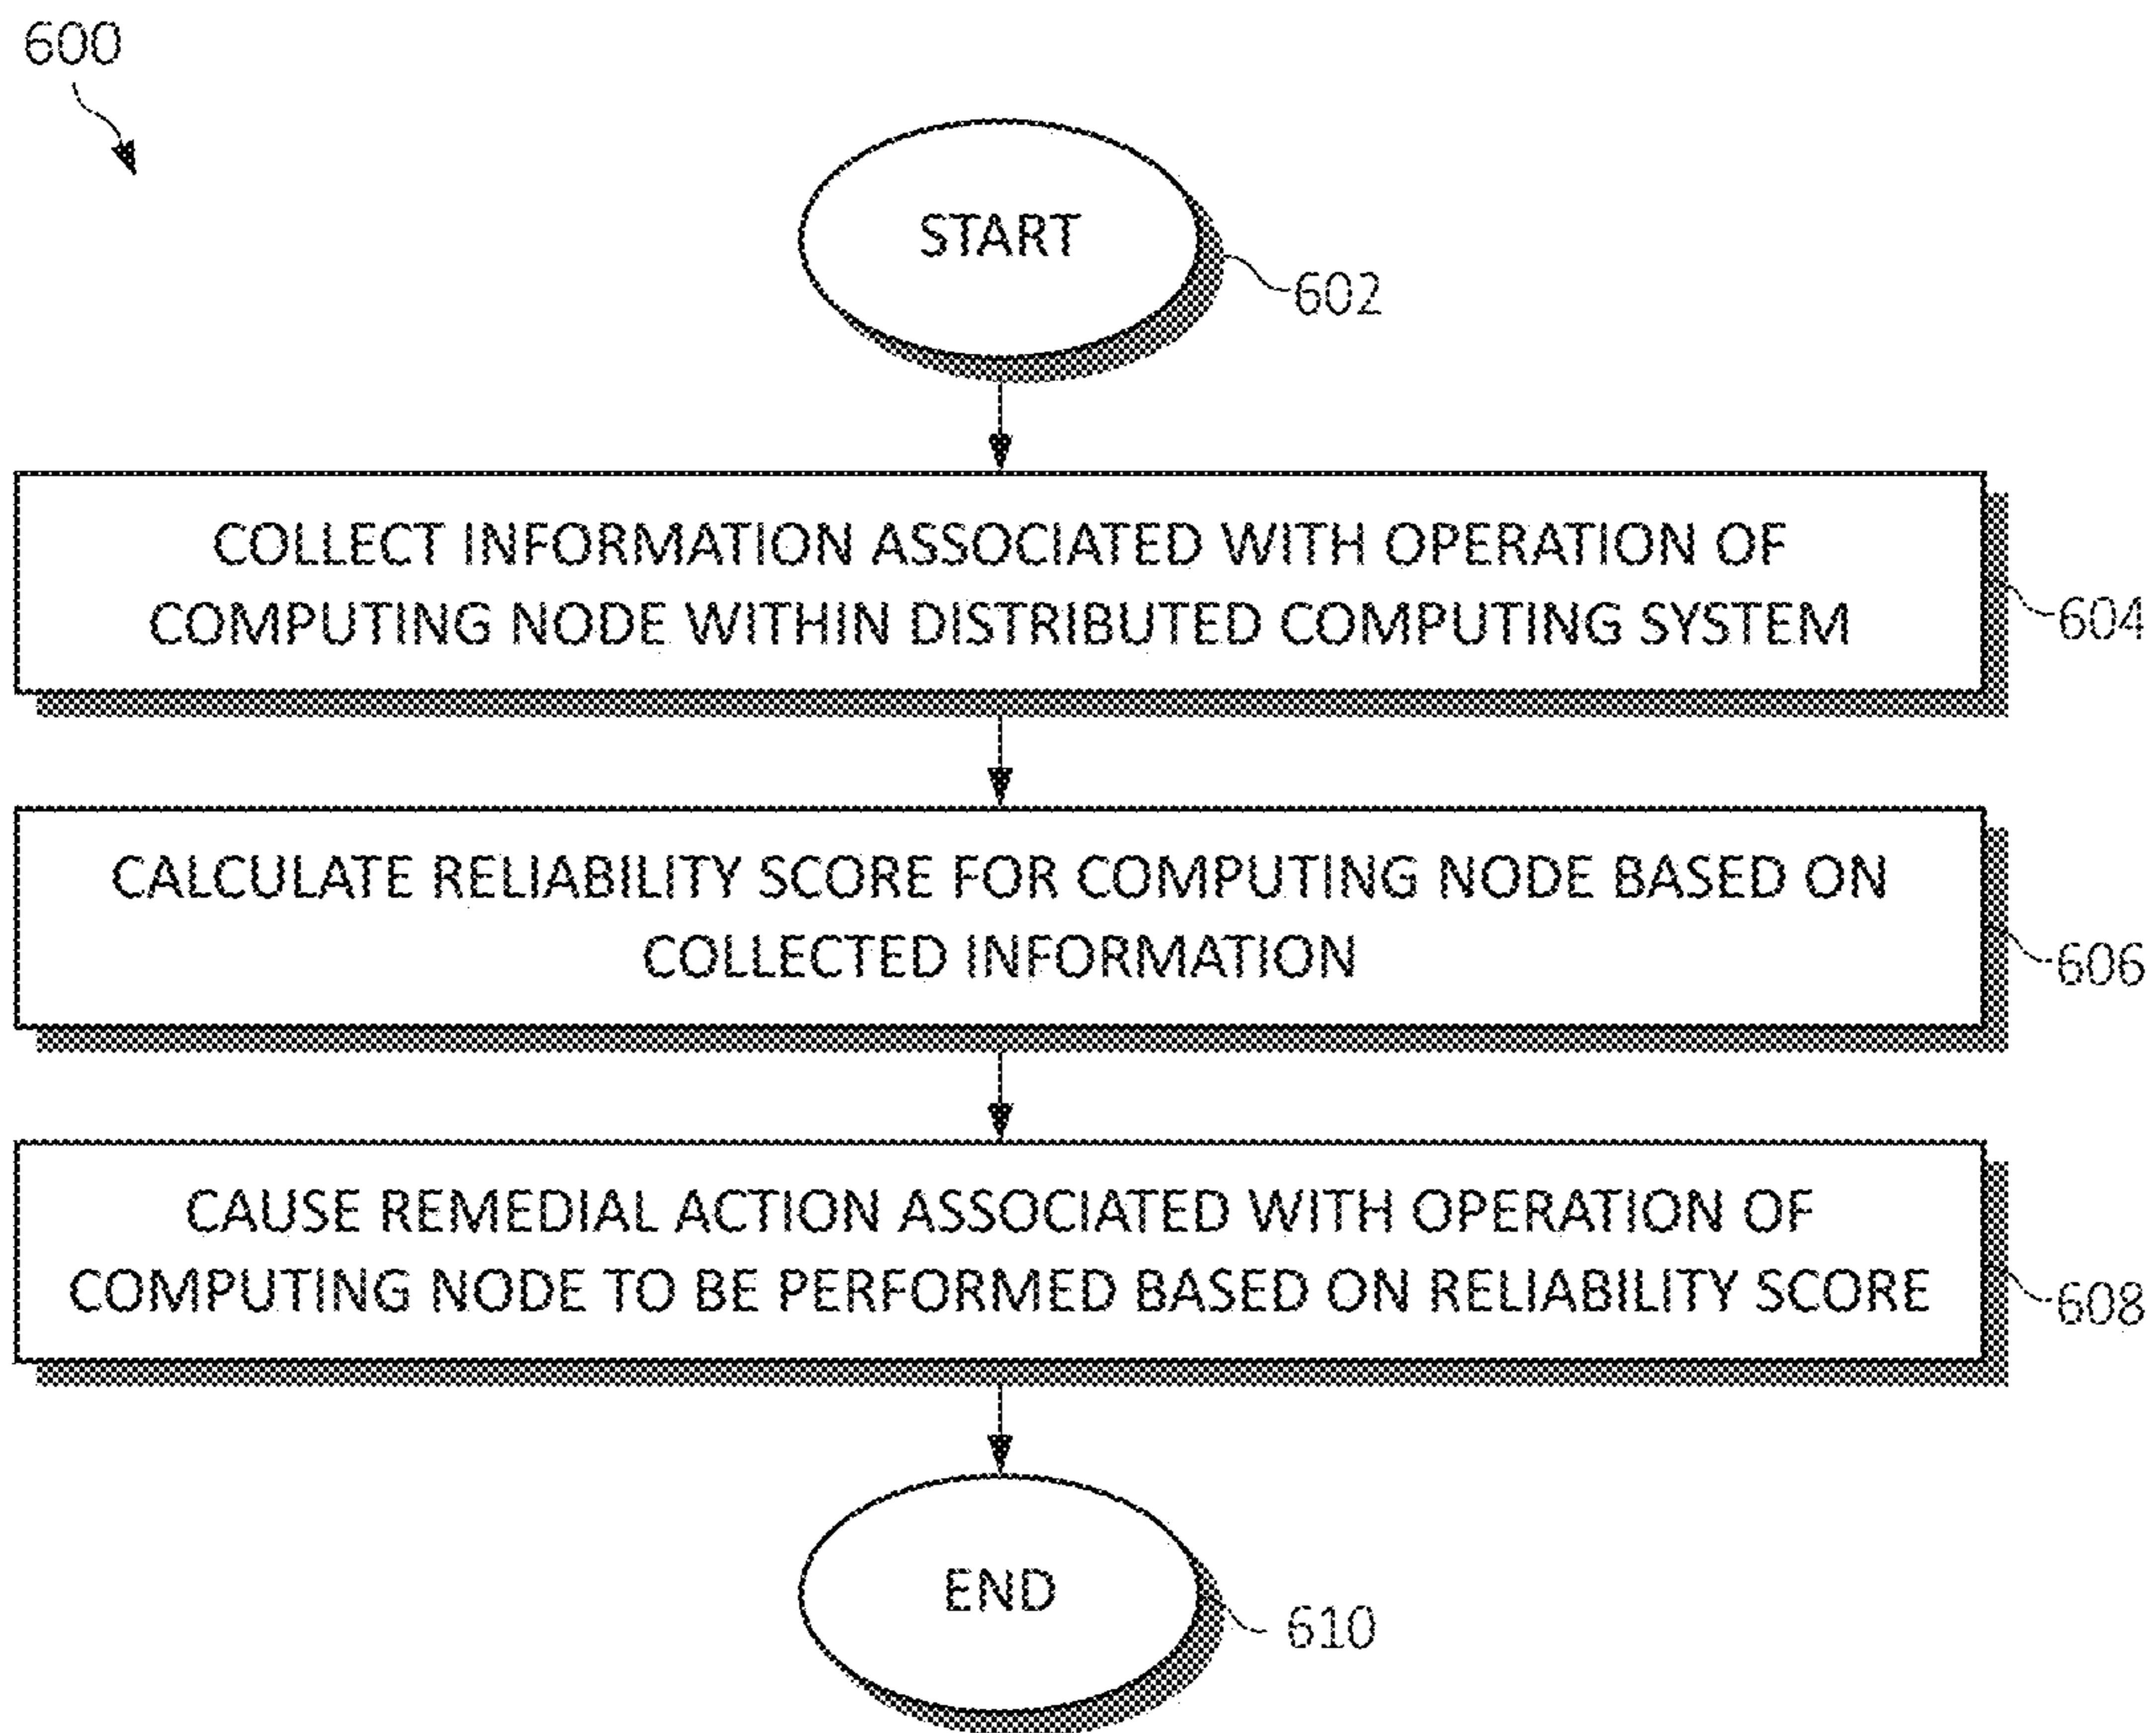 600
START
602
COLLECT INFORMATION ASSOCIATED WITH OPERATION OF
COMPUTING NODE WITHIN DISTRIBUTED COMPUTING SYSTEM
604
CALCULATE RELIABILITY SCORE FOR COMPUTING NODE BASED ON
COLLECTED INFORMATION
606
CAUSE REMEDIAL ACTION ASSOCIATED WITH OPERATION OF
COMPUTING NODE TO BE PERFORMED BASED ON RELIABILITY SCORE
608
END
610